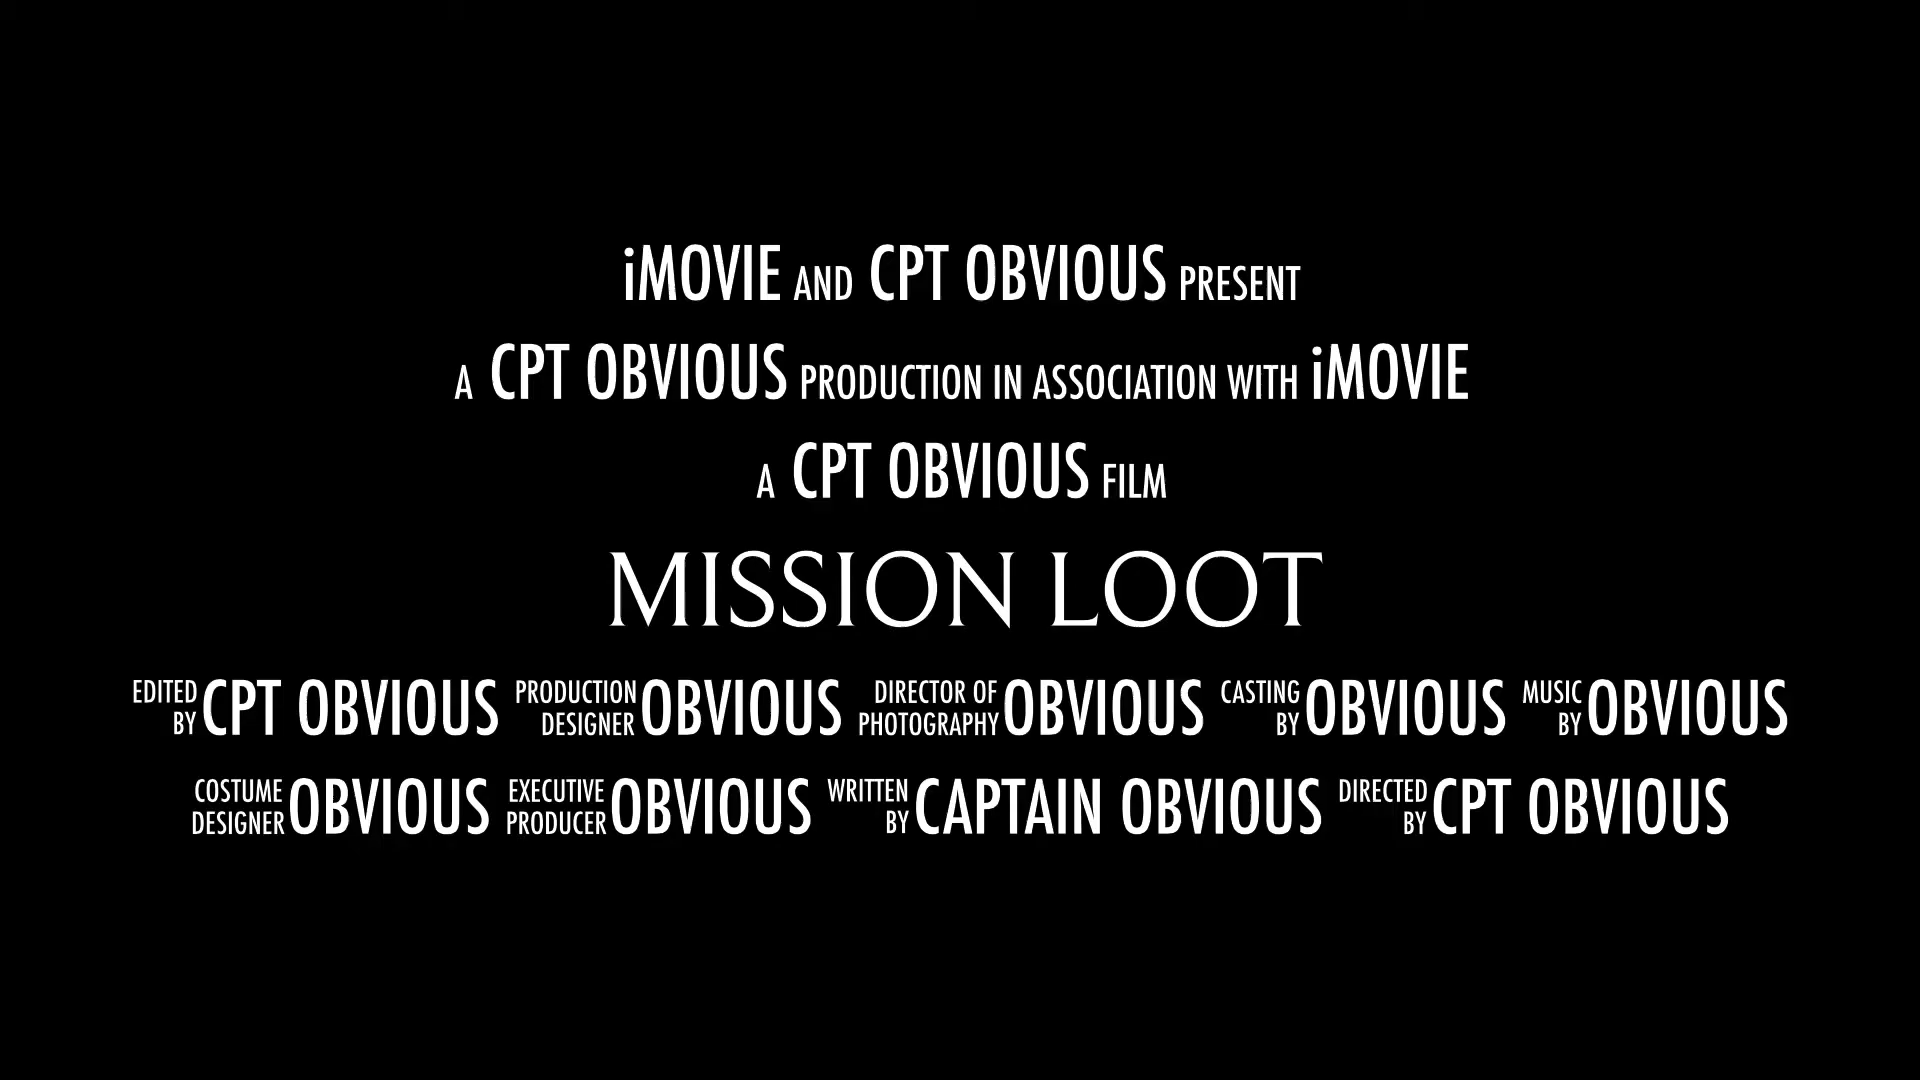 iMOVIE AND CPT OBVIOUS PRESENT
A CPT OBVIOUS PRODUCTION IN ASSOCIATION WITH iMOVIE
A CPT OBVIOUS FILM
MISSION LOOT
EDITED BY CPT OBVIOUS PRODUCTION DESIGNER OBVIOUS DIRECTOR OF PHOTOGRAPHY OBVIOUS CASTING BY OBVIOUS MUSIC BY OBVIOUS
COSTUME DESIGNER OBVIOUS EXECUTIVE PRODUCER OBVIOUS WRITTEN BY CAPTAIN OBVIOUS DIRECTED BY CPT OBVIOUS